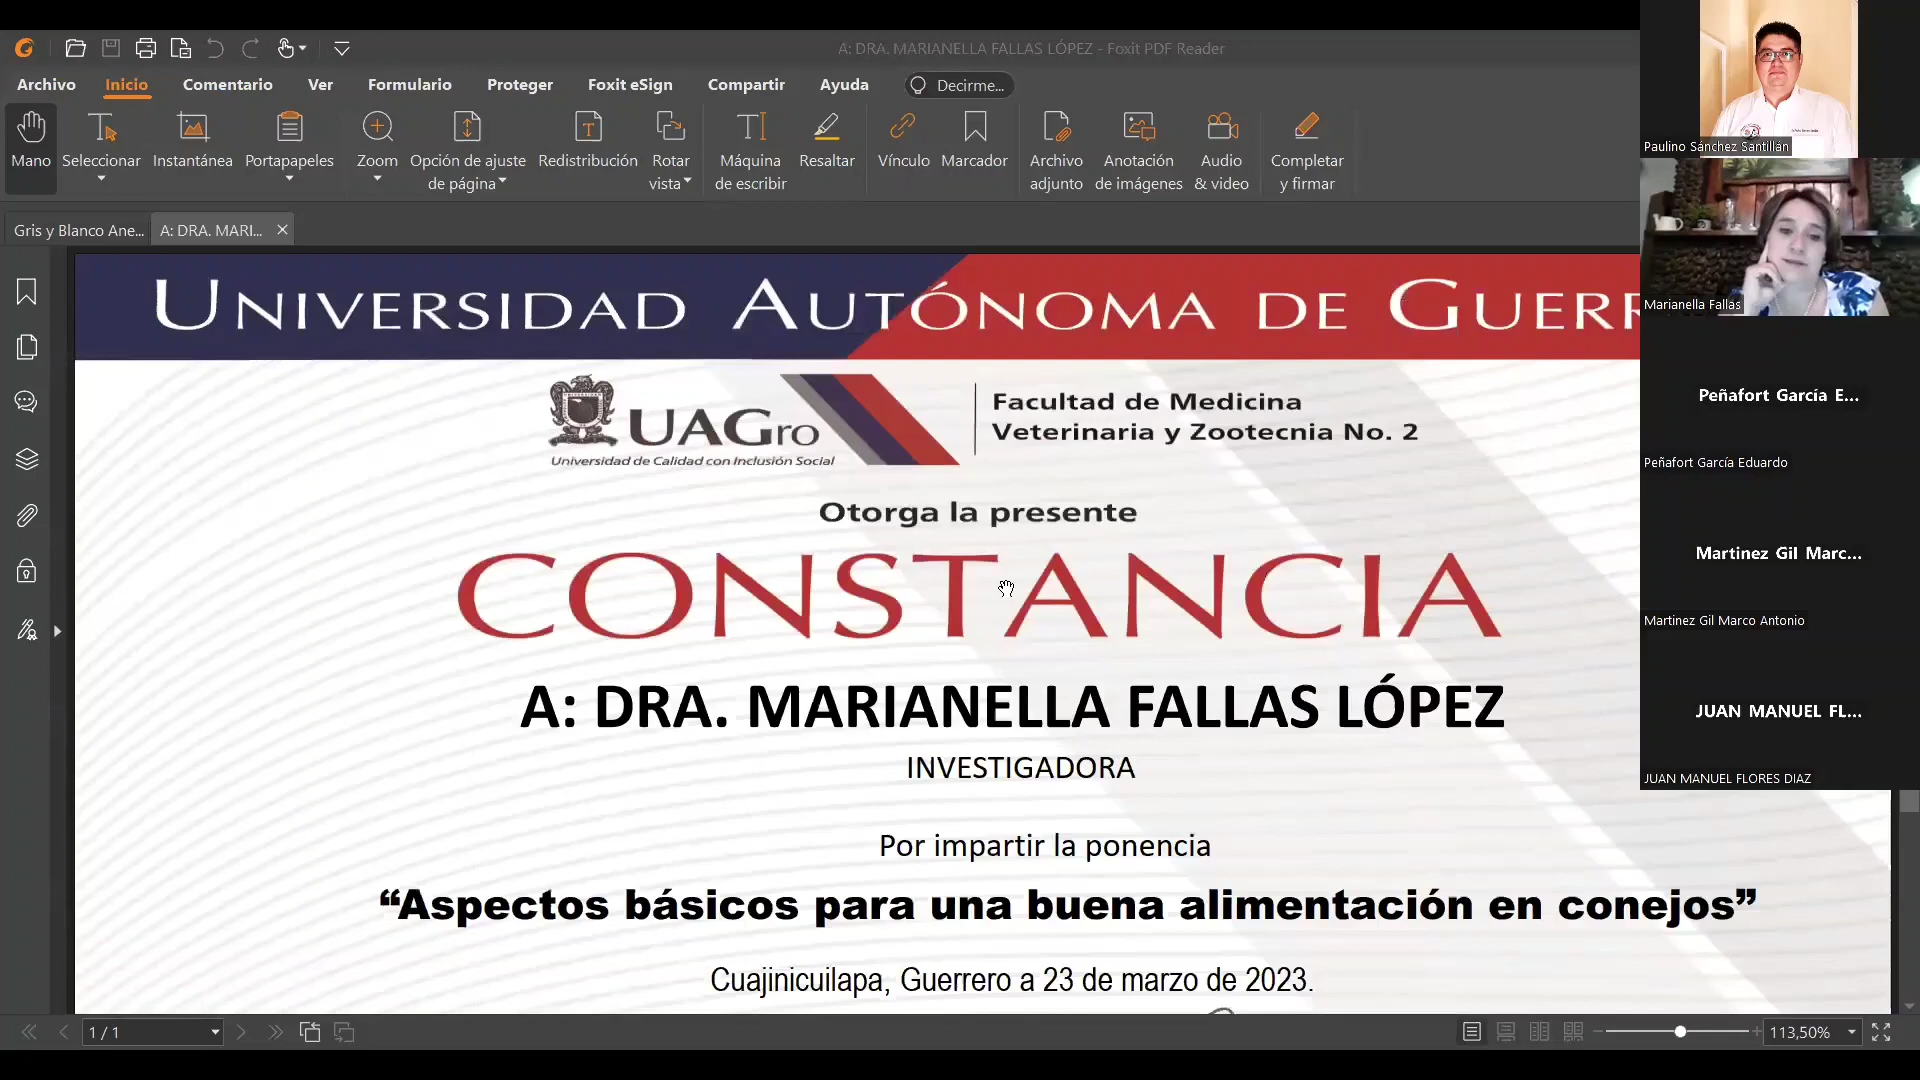 A: DRA. MARIANELLA FALLAS LÓPEZ - Foxit PDF Reader
Archivo Inicio Comentario Ver Formulario Proteger Foxit eSign Compartir Ayuda Decirme...
Mano Seleccionar Instantánea Portapapeles Zoom Opción de ajuste de página Redistribución Rotar vista Máquina de escribir Resaltar Vínculo Marcador Archivo adjunto Anotación de imágenes Audio & video Completar y firmar
Gris y Blanco Ane... A: DRA. MARI...
UNIVERSIDAD AUTÓNOMA DE GUERR
UAGro
Universidad de Calidad con Inclusión Social
Facultad de Medicina
Veterinaria y Zootecnia No. 2
Otorga la presente
CONSTANCIA
A: DRA. MARIANELLA FALLAS LÓPEZ
INVESTIGADORA
Por impartir la ponencia
“Aspectos básicos para una buena alimentación en conejos”
Cuajinicuilapa, Guerrero a 23 de marzo de 2023.
1 / 1
113,50%
Paulino Sánchez Santillán
Marianella Fallas
Peñafort García E...
Peñafort García Eduardo
Martinez Gil Marc...
Martinez Gil Marco Antonio
JUAN MANUEL FL...
JUAN MANUEL FLORES DIAZ